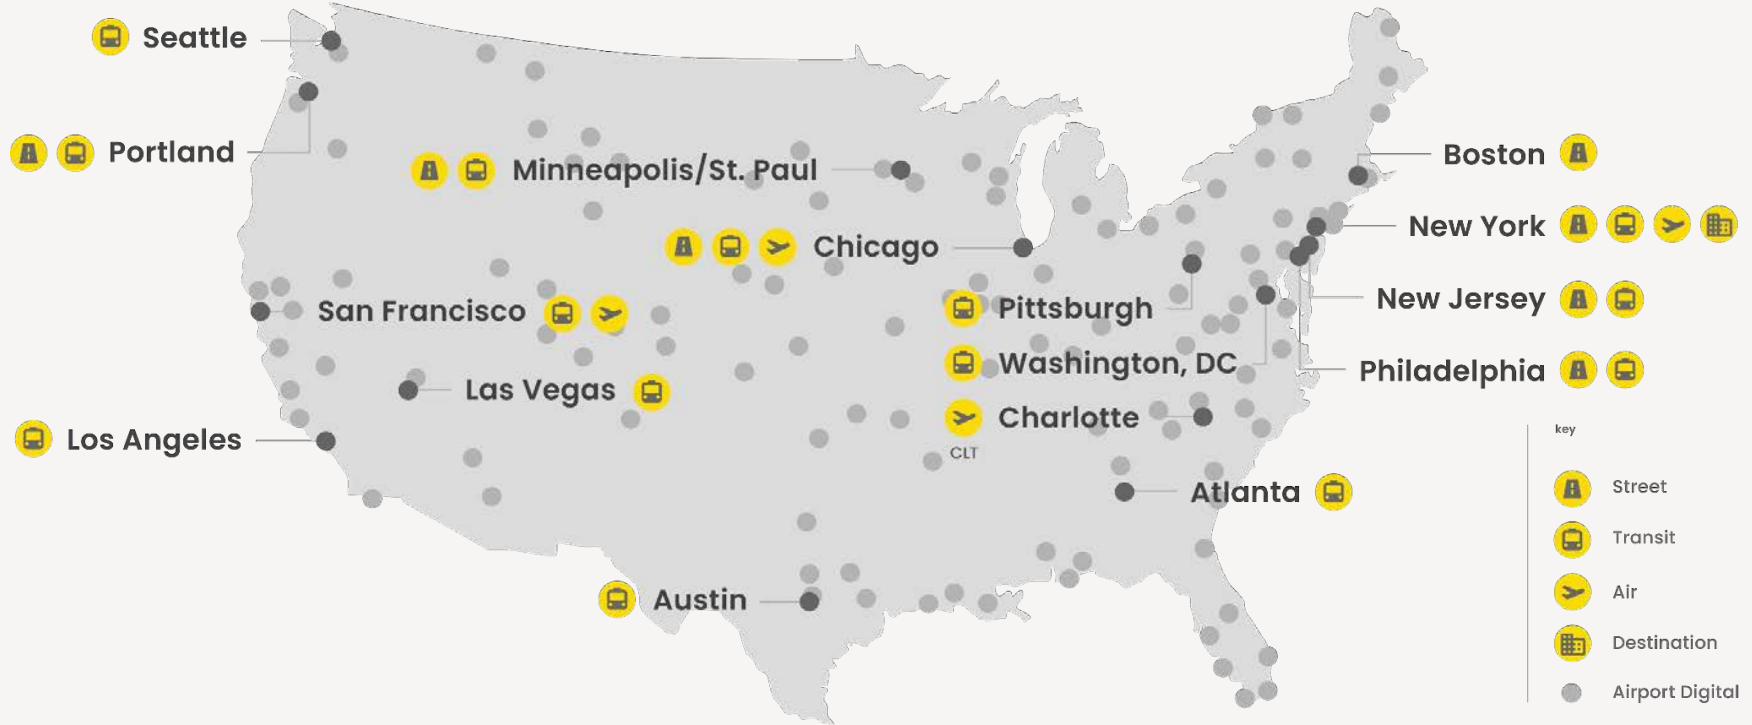 Seattle
Portland
Minneapolis/St. Paul
Boston
New York
Chicago
San Francisco
Pittsburgh
New Jersey
Washington, DC
Philadelphia
Las Vegas
Charlotte
CLT
Los Angeles
Atlanta
Austin
key
Street
Transit
Air
Destination
Airport Digital